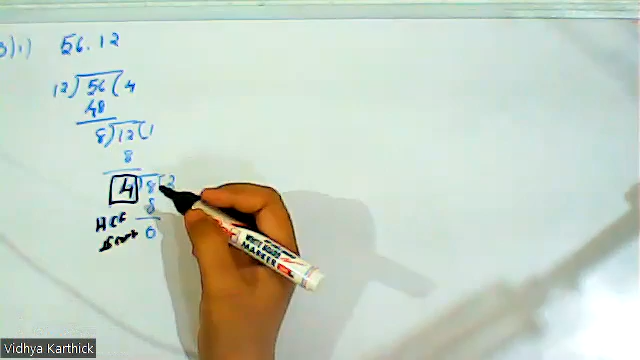 3) 1) 56.12
12) 56 ( 4
48
8) 12 ( 1
8
4) 8 ( 2
8
0
HCF
WHITE BOARD
MARKER
Vidhya Karthick